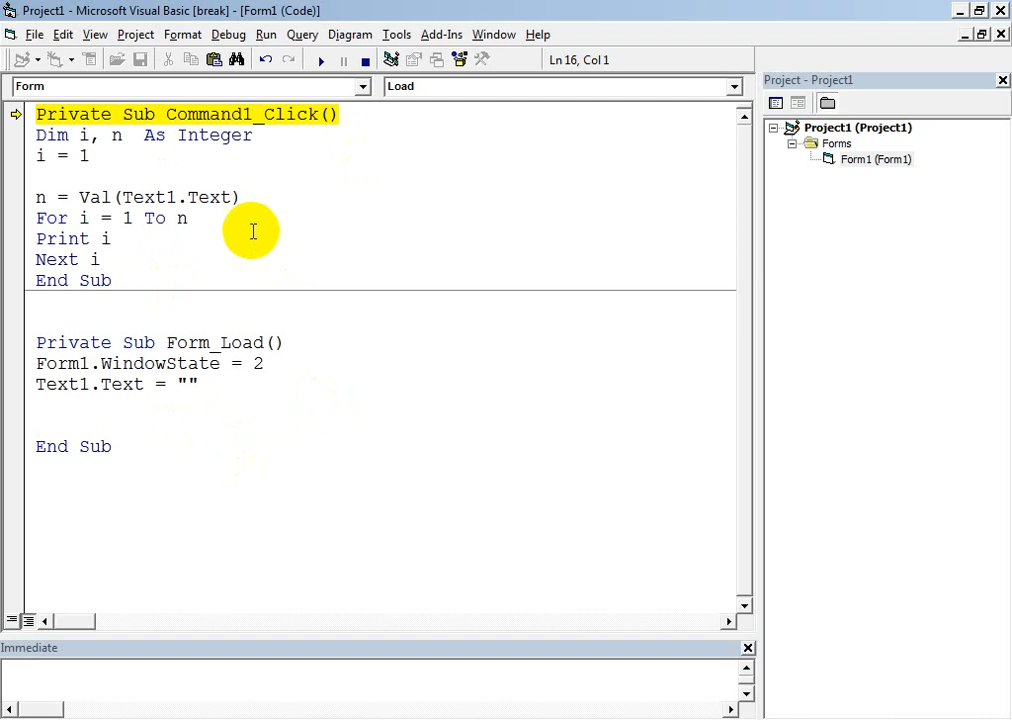 Project1 - Microsoft Visual Basic [break] - [Form1 (Code)]
File Edit View Project Format Debug Run Query Diagram Tools Add-Ins Window Help
Ln 16, Col 1
Form Load
Project - Project1
Private Sub Command1_Click()
Dim i, n  As Integer
i = 1
n = Val(Text1.Text)
For i = 1 To n
Print i
Next i
End Sub
Private Sub Form_Load()
Form1.WindowState = 2
Text1.Text = ""
End Sub
Project1 (Project1)
Forms
Form1 (Form1)
Immediate